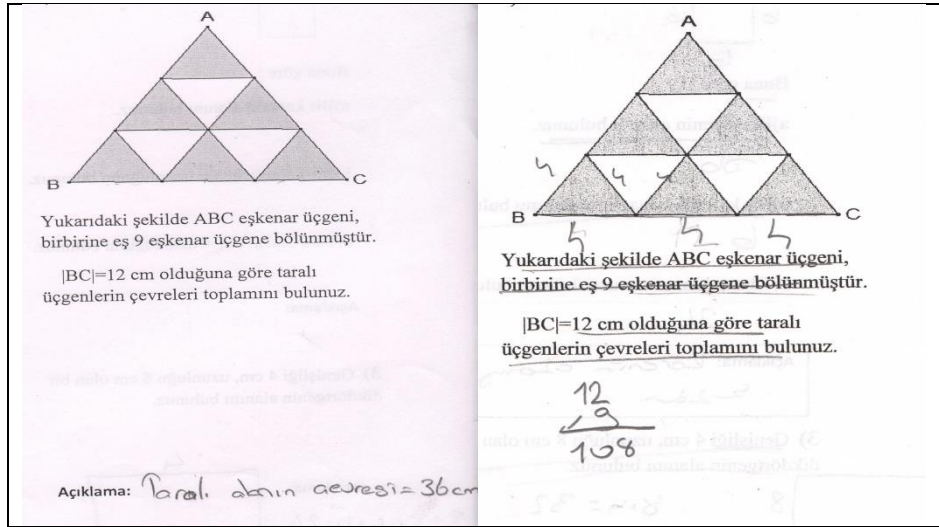 A
B
C
Yukarıdaki şekilde ABC eşkenar üçgeni,
birbirine eş 9 eşkenar üçgene bölünmüştür.
|BC|=12 cm olduğuna göre taralı
üçgenlerin çevreleri toplamını bulunuz.
Açıklama: Taralı alanın çevresi=36cm
A
4 4 4
B
C
4 4 4
Yukarıdaki şekilde ABC eşkenar üçgeni,
birbirine eş 9 eşkenar üçgene bölünmüştür.
|BC|=12 cm olduğuna göre taralı
üçgenlerin çevreleri toplamını bulunuz.
12
9
108